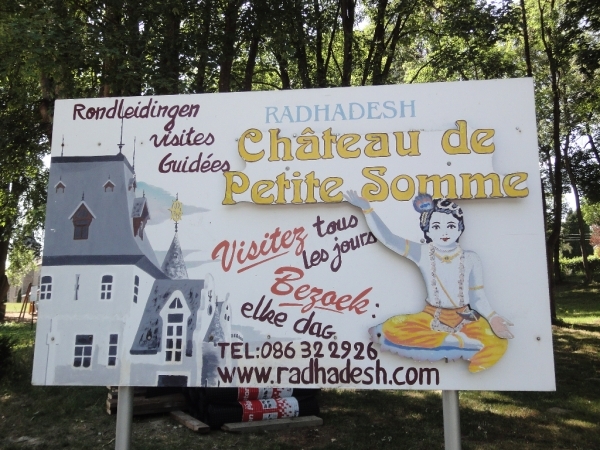 Rondleidingen
visites
Guidées
RADHADESH
Château de
Petite Somme
Visitez tous
les jours
Bezoek:
elke dag
TEL:086 32 2926
www.radhadesh.com